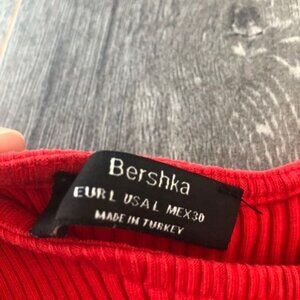 Bershka
EUR L USA L MEX 30
MADE IN TURKEY